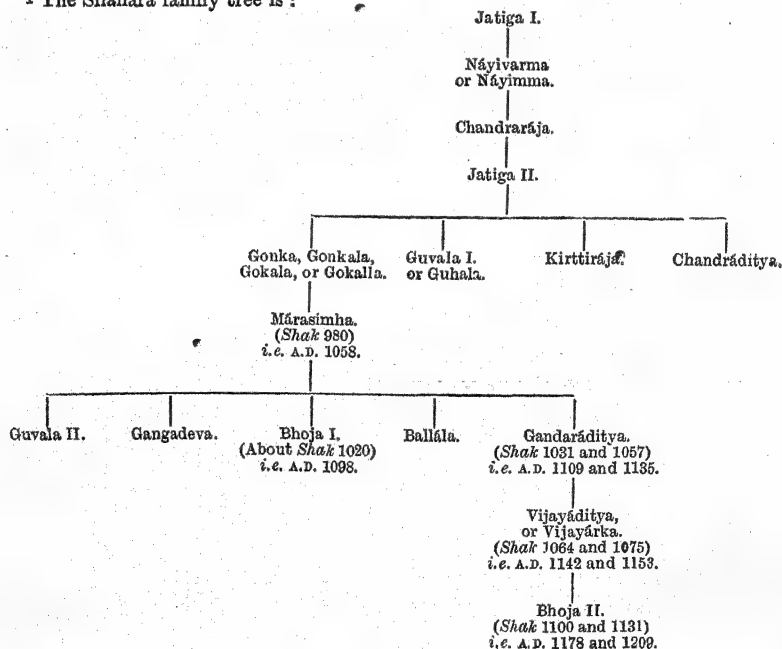 1 The Silahára family tree is :
Jatiga I.
Náyivarma
or Náyimma.
Chandrarája.
Jatiga II.
Gonka, Gonkala,
Gokala, or Gokalla.
Guvala I.
or Guhala.
Kirttirája.
Chandráditya.
Márasimha.
(Shak 980)
i.e. A.D. 1058.
Guvala II.
Gangadeva.
Bhoja I.
(About Shak 1020)
i.e. A.D. 1098.
Ballála.
Gandaráditya.
(Shak 1031 and 1057)
i.e. A.D. 1109 and 1135.
Vijayáditya,
or Vijayárka.
(Shak 1064 and 1075)
i.e. A.D. 1142 and 1153.
Bhoja II.
(Shak 1100 and 1131)
i.e. A.D. 1178 and 1209.